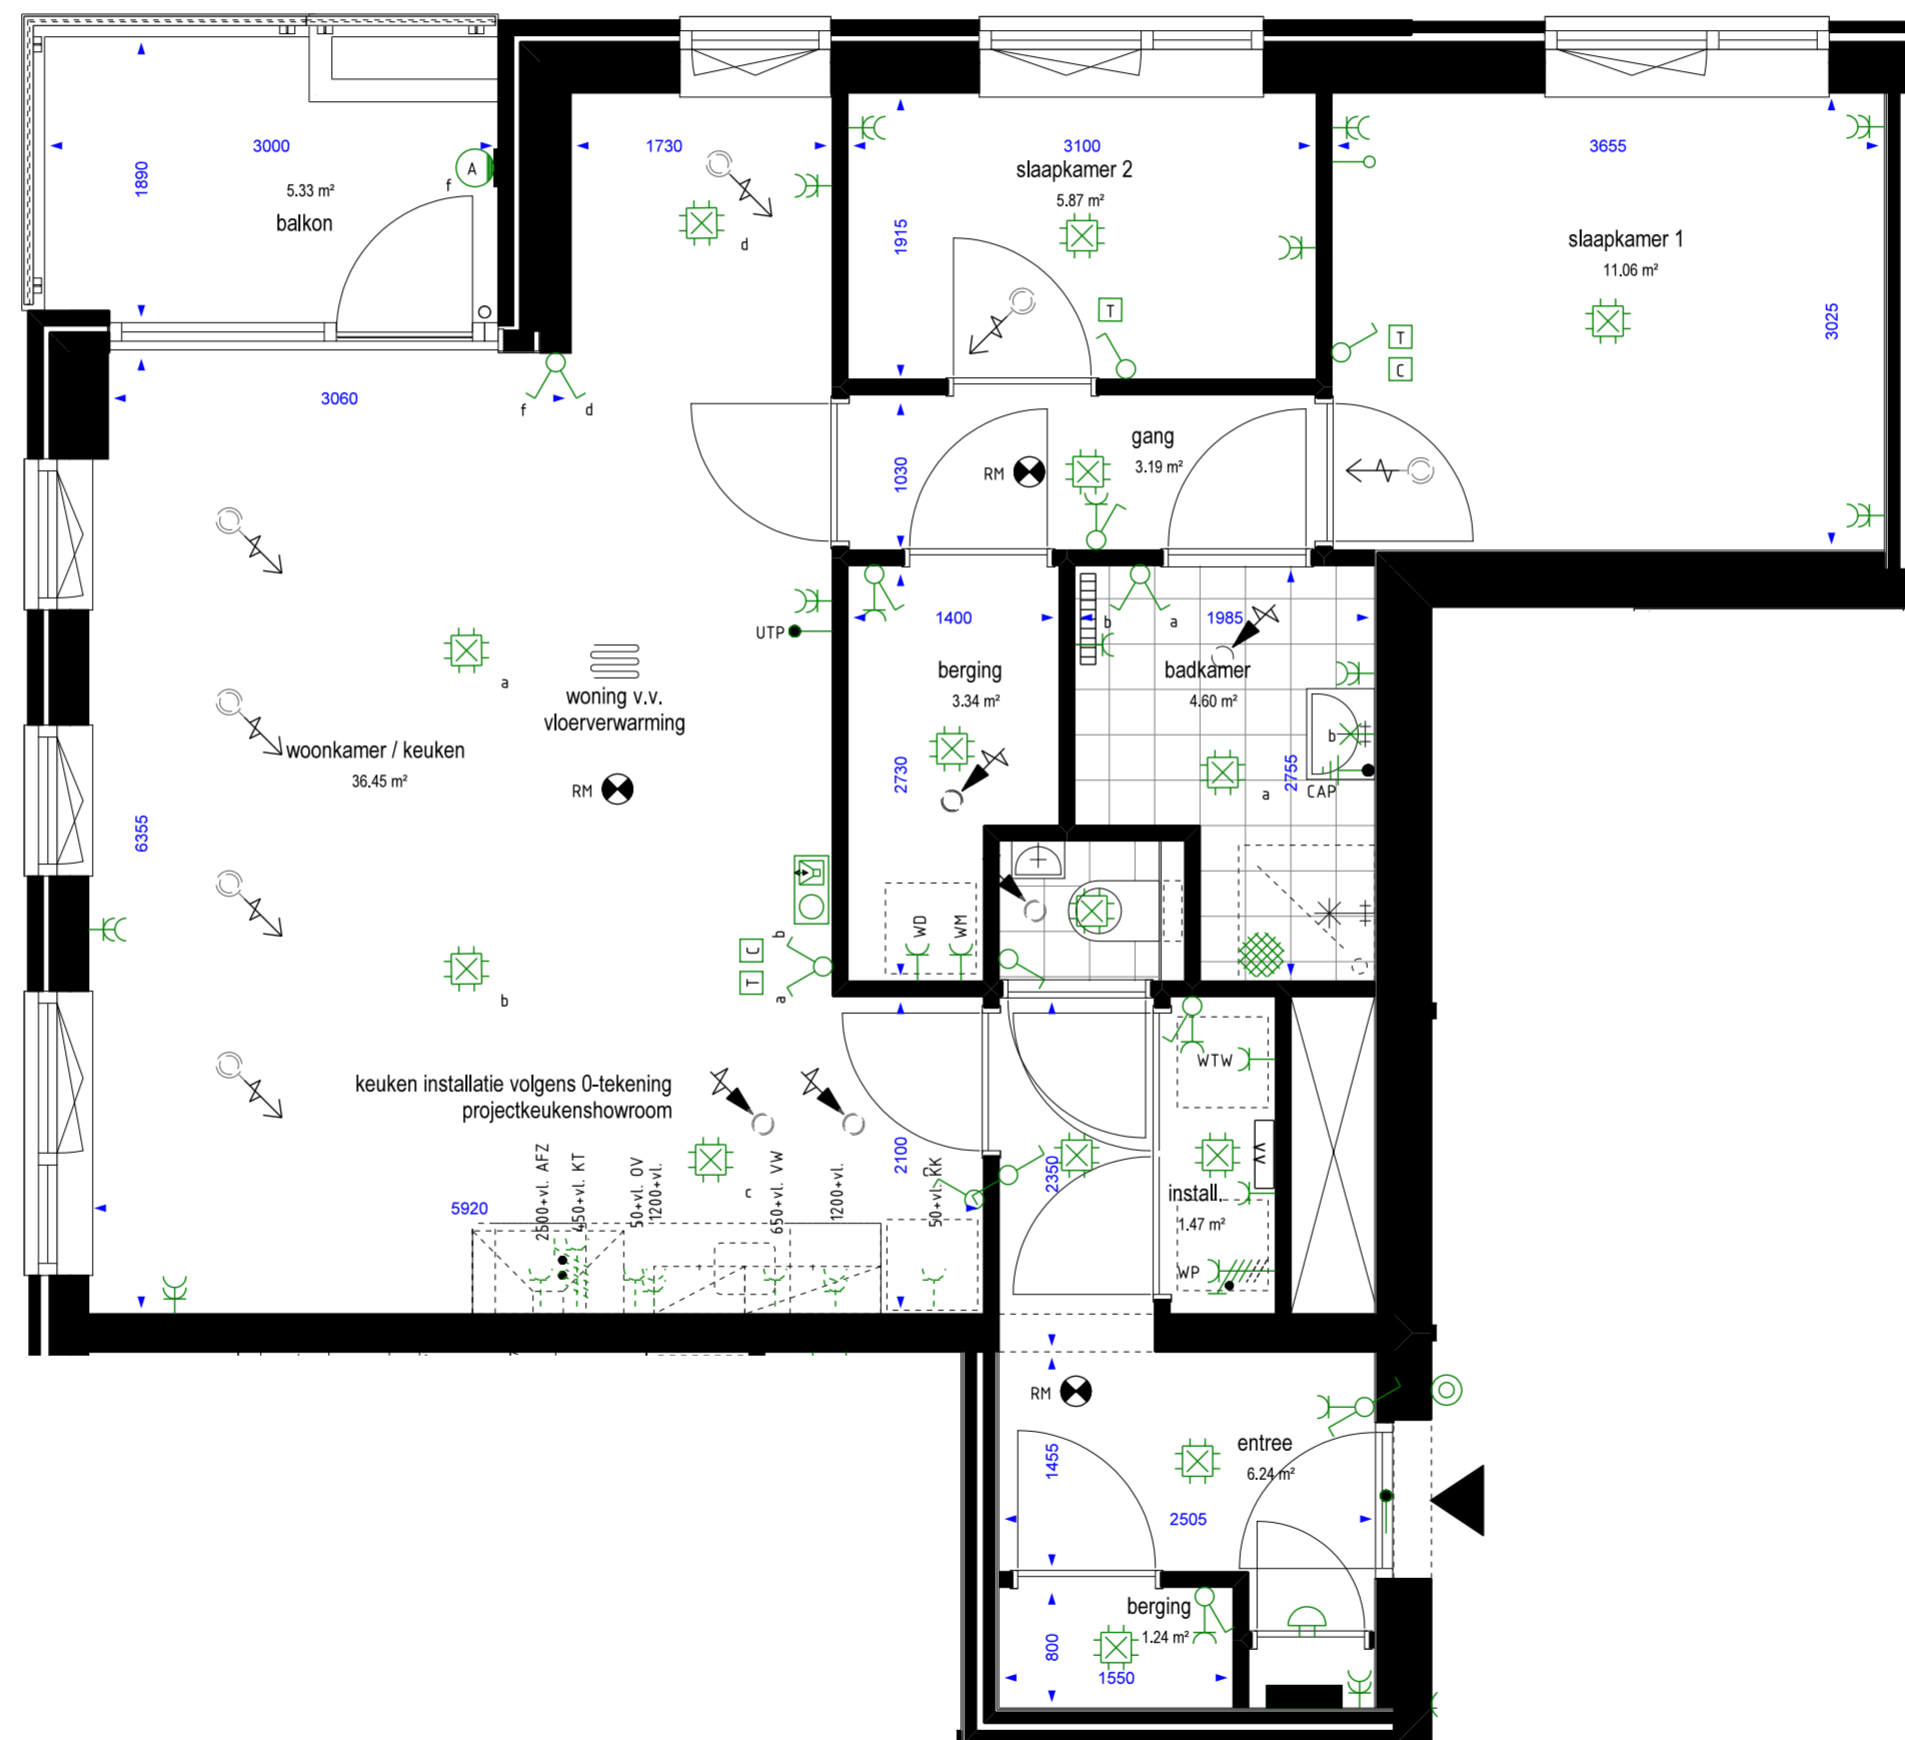 3000
1890
5.33 m²
balkon
f
A
1730
d
3100
slaapkamer 2
5.87 m²
1915
T
3655
slaapkamer 1
11.06 m²
3025
T
C
3060
f
d
gang
3.19 m²
1030
RM
UTP
a
woning v.v.
vloerverwarming
woonkamer / keuken
36.45 m²
RM
6355
1400
berging
3.34 m²
2730
WD
WM
b
a
1985
badkamer
4.60 m²
b
2755
a
CAP
C
T
b
a
b
keuken installatie volgens 0-tekening
projectkeukenshowroom
5920
c
450+vl. KT
50+vl. OV
1200+vl.
650+vl. VW
1200+vl.
50+vl. KK
2100
2350
WTW
VV
install.
1.47 m²
WP
RM
1455
entree
6.24 m²
2505
berging
1.24 m²
800
1550